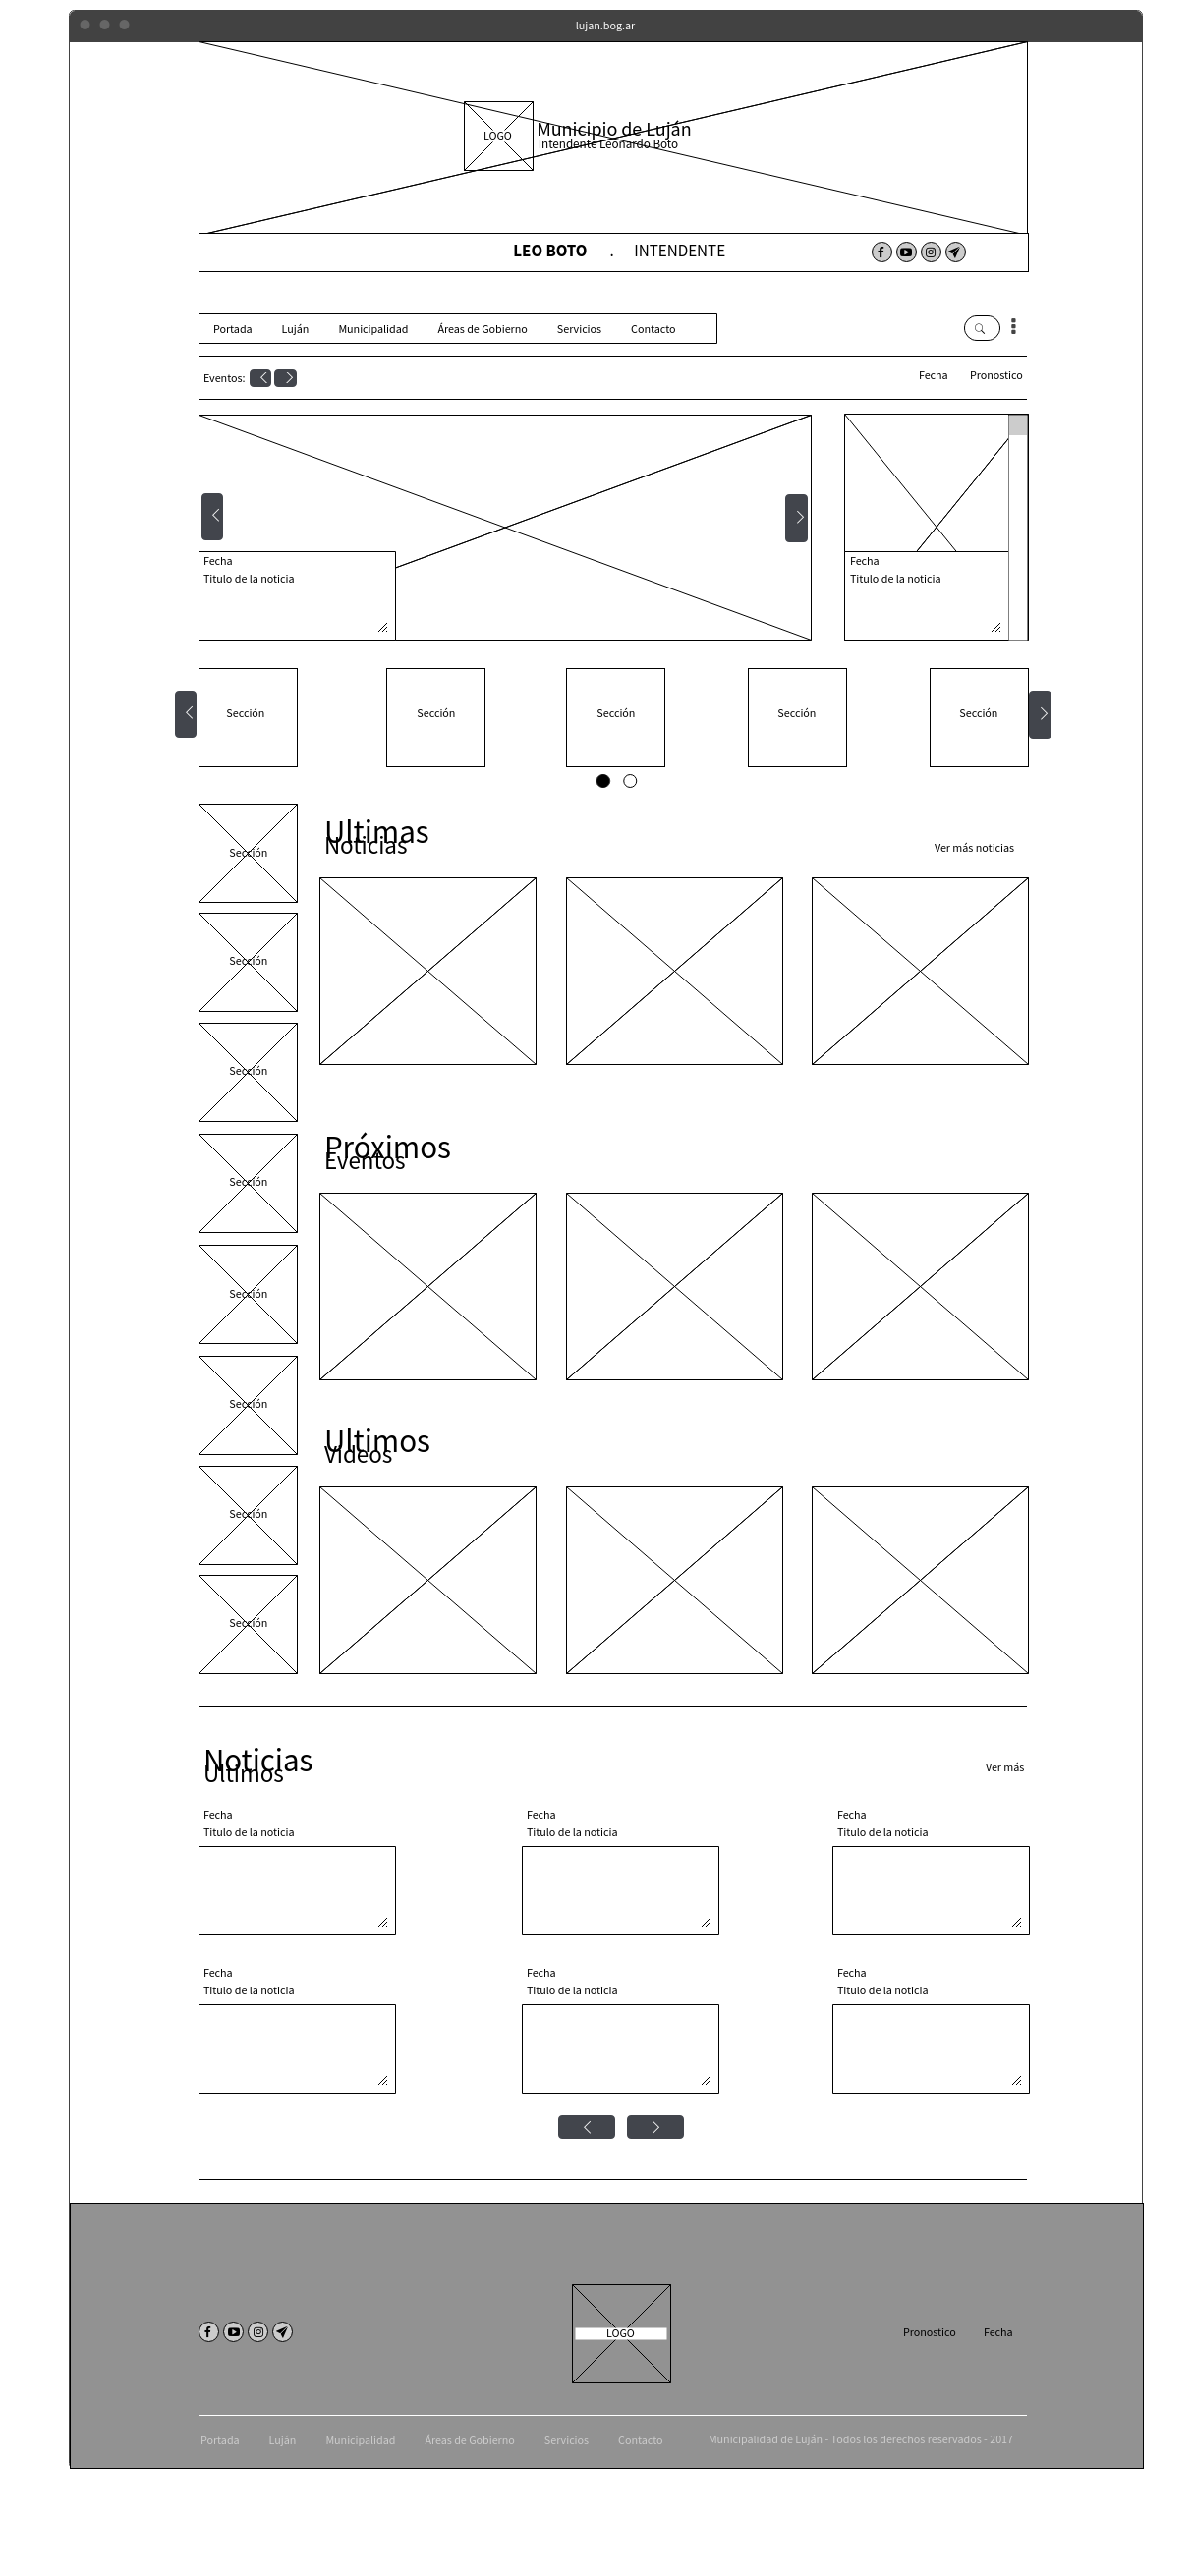 lujan.bog.ar
LOGO
Municipio de Luján
Intendente Leonardo Boto
LEO BOTO . INTENDENTE
Portada Luján Municipalidad Áreas de Gobierno Servicios Contacto
Eventos:
Fecha Pronostico
Fecha
Titulo de la noticia
Fecha
Titulo de la noticia
Sección Sección Sección Sección Sección
Sección
Sección
Sección
Sección
Sección
Sección
Sección
Sección
Ultimas
Noticias
Ver más noticias
Próximos
Eventos
Ultimos
Videos
Noticias
Ultimos
Ver más
Fecha Fecha Fecha
Titulo de la noticia Titulo de la noticia Titulo de la noticia
Fecha Fecha Fecha
Titulo de la noticia Titulo de la noticia Titulo de la noticia
LOGO
Pronostico Fecha
Portada Luján Municipalidad Áreas de Gobierno Servicios Contacto
Municipalidad de Luján - Todos los derechos reservados - 2017